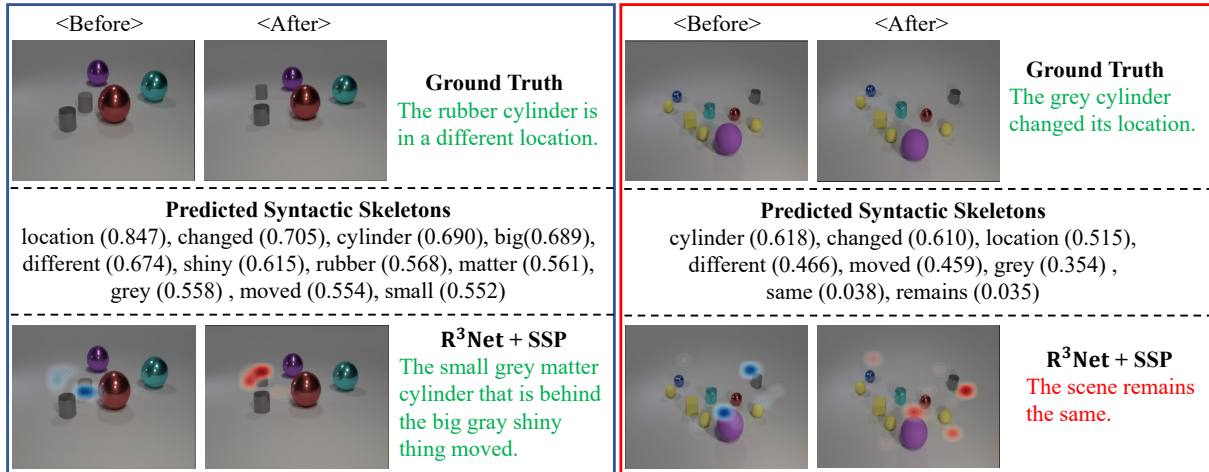 <Before>
<After>
Ground Truth
The rubber cylinder is
in a different location.
Predicted Syntactic Skeletons
location (0.847), changed (0.705), cylinder (0.690), big(0.689),
different (0.674), shiny (0.615), rubber (0.568), matter (0.561),
grey (0.558) , moved (0.554), small (0.552)
R³Net + SSP
The small grey matter
cylinder that is behind
the big gray shiny
thing moved.
<Before>
<After>
Ground Truth
The grey cylinder
changed its location.
Predicted Syntactic Skeletons
cylinder (0.618), changed (0.610), location (0.515),
different (0.466), moved (0.459), grey (0.354) ,
same (0.038), remains (0.035)
R³Net + SSP
The scene remains
the same.